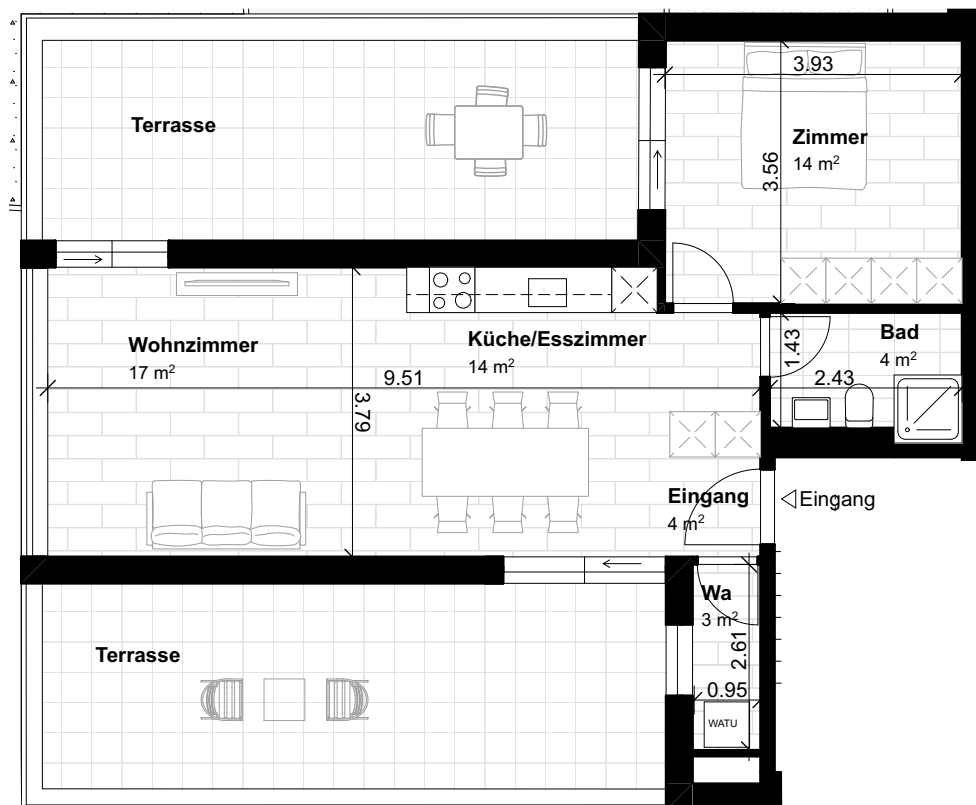 3.93
Terrasse
Zimmer
14 m²
3.56
Wohnzimmer
17 m²
Küche/Esszimmer
14 m²
9.51
3.79
Bad
4 m²
1.43
2.43
Eingang
4 m²
Eingang
Wa
3 m²
2.61
0.95
WATU
Terrasse